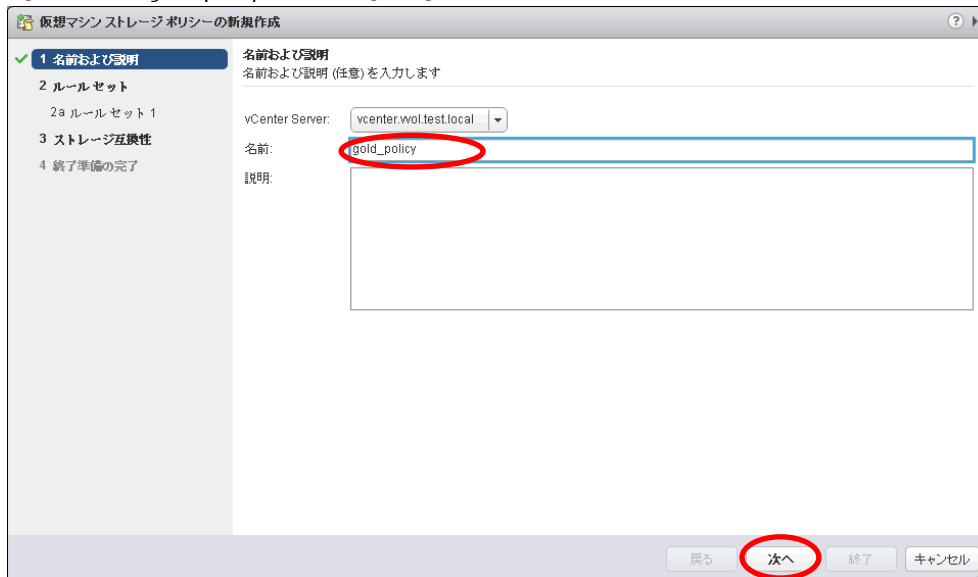 仮想マシン ストレージ ポリシーの新規作成
1 名前および説明
2 ルール セット
2a ルール セット 1
3 ストレージ互換性
4 終了準備の完了
名前および説明
名前および説明 (任意) を入力します
vCenter Server: vcenter.vvol.test.local
名前: gold_policy
説明:
戻る 次へ 終了 キャンセル